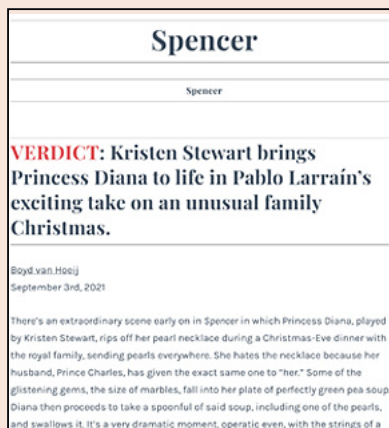 Spencer
Spencer
VERDICT: Kristen Stewart brings
Princess Diana to life in Pablo Larraín's
exciting take on an unusual family
Christmas.
Boyd van Hoeij
September 3rd, 2021
There's an extraordinary scene early on in Spencer in which Princess Diana, played
by Kristen Stewart, rips off her pearl necklace during a Christmas-Eve dinner with
the royal family, sending pearls everywhere. She hates the necklace because her
husband, Prince Charles, has given the exact same one to "her." Some of the
glistening gems, the size of marbles, fall into her plate of perfectly green pea soup
Diana then proceeds to take a spoonful of said soup, including one of the pearls,
and swallows it. It's a very dramatic moment, operatic even, with the strings of a